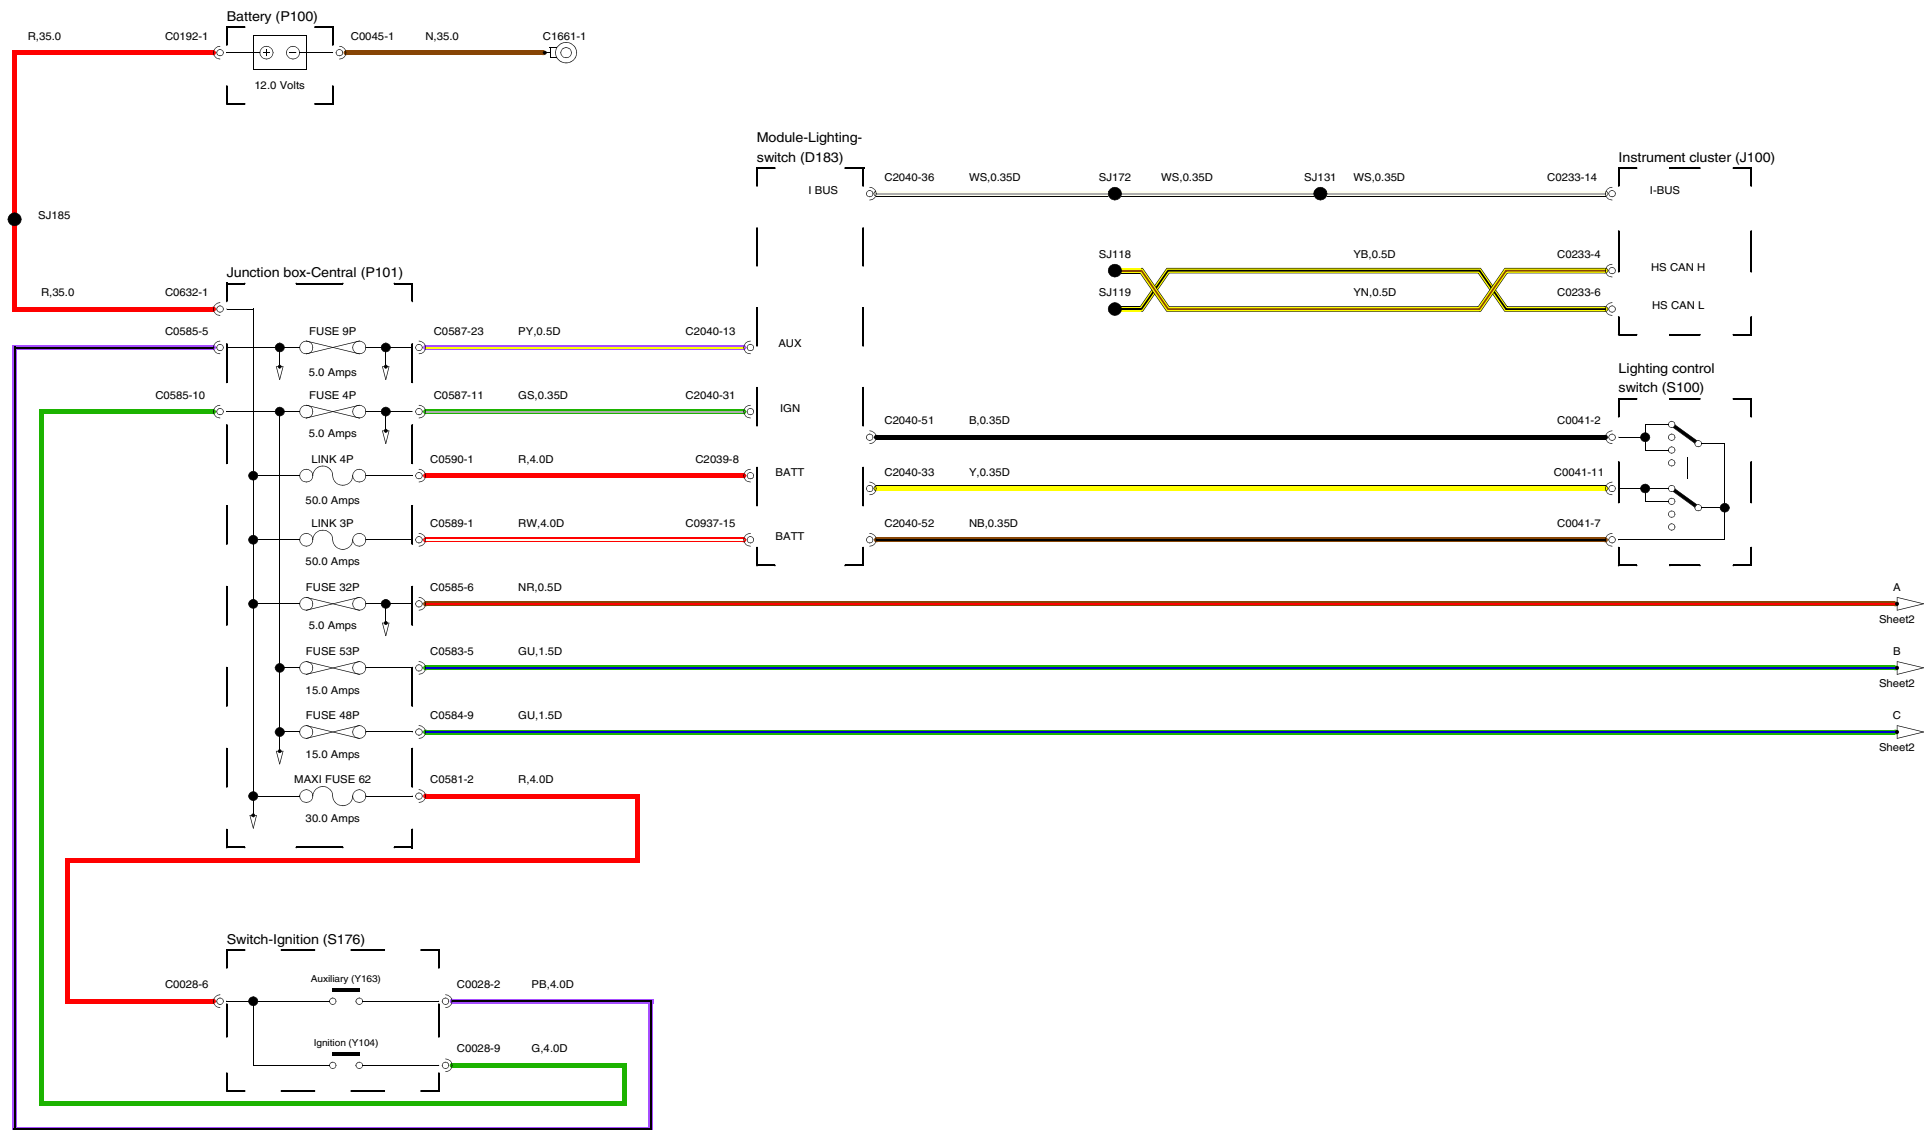 Battery (P100)
R,35.0
C0192-1
C0045-1
N,35.0
C1661-1
12.0 Volts
Module-Lighting-
switch (D183)
Instrument cluster (J100)
I BUS
C2040-36
WS,0.35D
SJ172
WS,0.35D
SJ131
WS,0.35D
C0233-14
I-BUS
SJ185
SJ118
YB,0.5D
C0233-4
HS CAN H
SJ119
YN,0.5D
C0233-6
HS CAN L
Junction box-Central (P101)
R,35.0
C0632-1
C0585-5
FUSE 9P
C0587-23
PY,0.5D
C2040-13
AUX
5.0 Amps
Lighting control
switch (S100)
C0585-10
FUSE 4P
C0587-11
GS,0.35D
C2040-31
IGN
5.0 Amps
C2040-51
B,0.35D
C0041-2
LINK 4P
C0590-1
R,4.0D
C2039-8
BATT
C2040-33
Y,0.35D
C0041-11
50.0 Amps
LINK 3P
C0589-1
RW,4.0D
C0937-15
BATT
C2040-52
NB,0.35D
C0041-7
50.0 Amps
FUSE 32P
C0585-6
NR,0.5D
A
5.0 Amps
Sheet2
FUSE 53P
C0583-5
GU,1.5D
B
15.0 Amps
Sheet2
FUSE 48P
C0584-9
GU,1.5D
C
15.0 Amps
Sheet2
MAXI FUSE 62
C0581-2
R,4.0D
30.0 Amps
Switch-Ignition (S176)
C0028-6
Auxiliary (Y163)
C0028-2
PB,4.0D
Ignition (Y104)
C0028-9
G,4.0D